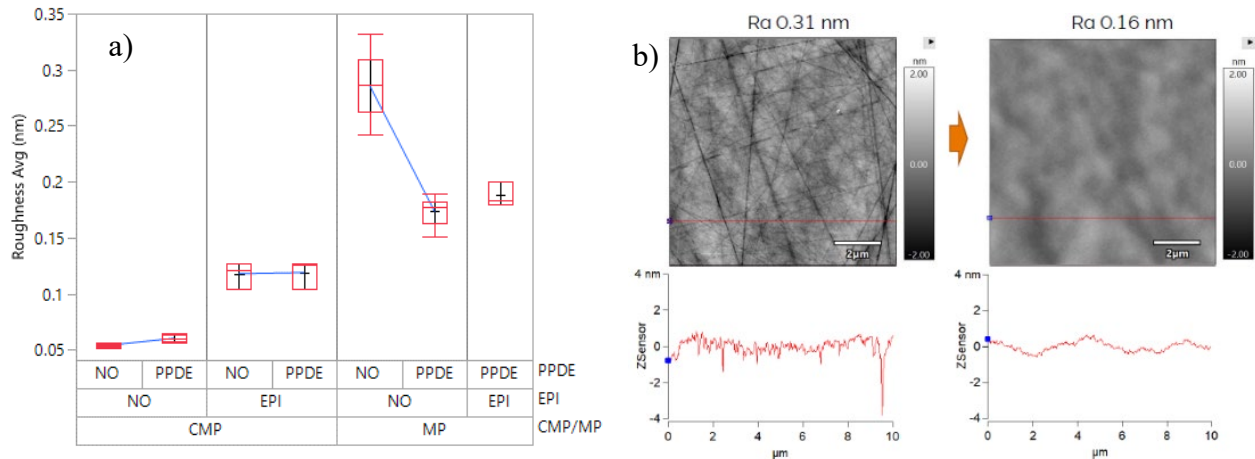 a)
Roughness Avg (nm)
0.35
0.3
0.25
0.2
0.15
0.1
0.05
NO PPDE NO PPDE NO PPDE PPDE PPDE
NO EPI NO EPI EPI
CMP MP CMP/MP
b)
Ra 0.31 nm
nm
2.00
0.00
-2.00
2μm
4 nm
2
0
-2
-4
ZSensor
0 2 4 6 8 10
μm
Ra 0.16 nm
nm
2.00
0.00
-2.00
2μm
4 nm
2
0
-2
-4
ZSensor
0 2 4 6 8 10
μm